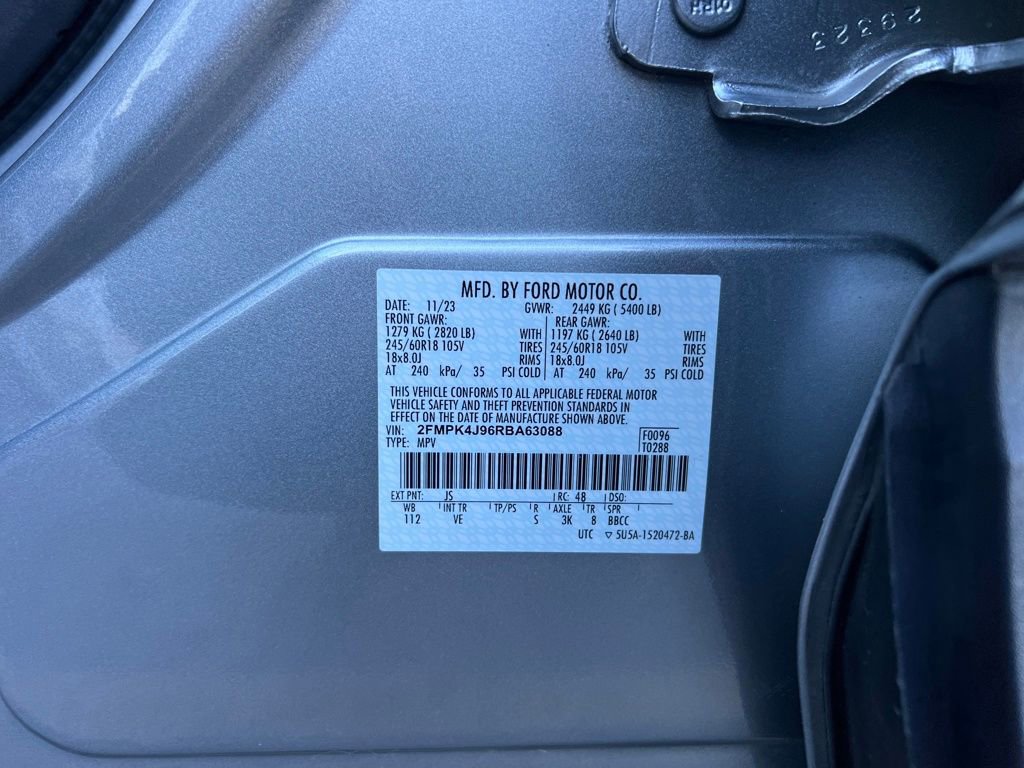 01RH
29323
MFD. BY FORD MOTOR CO.
DATE: 11/23 GVWR: 2449 KG ( 5400 LB)
FRONT GAWR: REAR GAWR:
1279 KG ( 2820 LB) WITH 1197 KG ( 2640 LB) WITH
245/60R18 105V TIRES 245/60R18 105V TIRES
18x8.0J RIMS 18x8.0J RIMS
AT 240 kPa/ 35 PSI COLD AT 240 kPa/ 35 PSI COLD
THIS VEHICLE CONFORMS TO ALL APPLICABLE FEDERAL MOTOR
VEHICLE SAFETY AND THEFT PREVENTION STANDARDS IN
EFFECT ON THE DATE OF MANUFACTURE SHOWN ABOVE.
VIN: 2FMPK4J96RBA63088 F0096
TYPE: MPV T0288
EXT PNT: JS RC: 48 DSO:
WB INT TR TP/PS R AXLE TR SPR
112 VE S 3K 8 BBCC
UTC ▽ 5U5A-1520472-BA